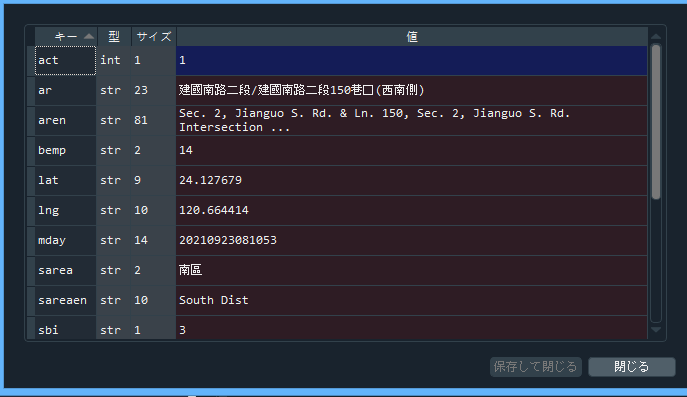 キー 型 サイズ 値
act int 1 1
ar str 23 建國南路二段/建國南路二段150巷口(西南側)
aren str 81 Sec. 2, Jianguo S. Rd. & Ln. 150, Sec. 2, Jianguo S. Rd.
Intersection ...
bemp str 2 14
lat str 9 24.127679
lng str 10 120.664414
mday str 14 20210923081053
sarea str 2 南區
sareaen str 10 South Dist
sbi str 1 3
保存して閉じる 閉じる